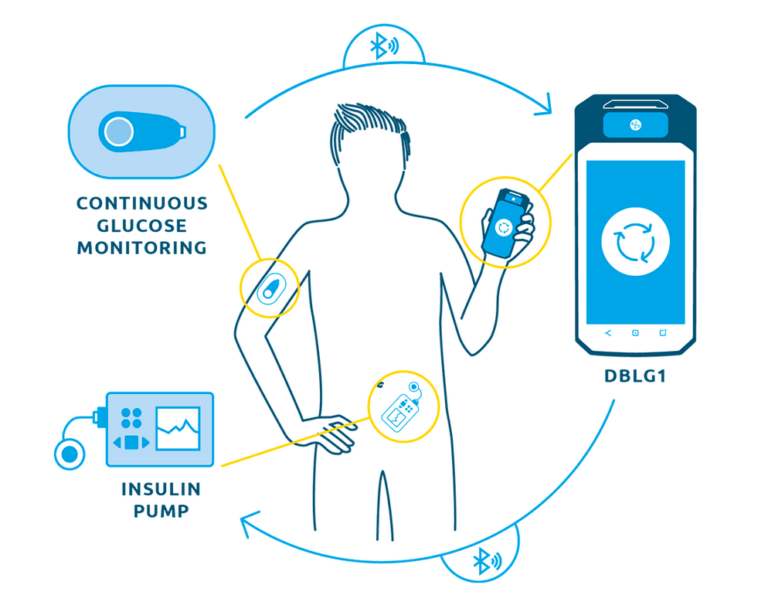 CONTINUOUS
GLUCOSE
MONITORING
DBLG1
INSULIN
PUMP